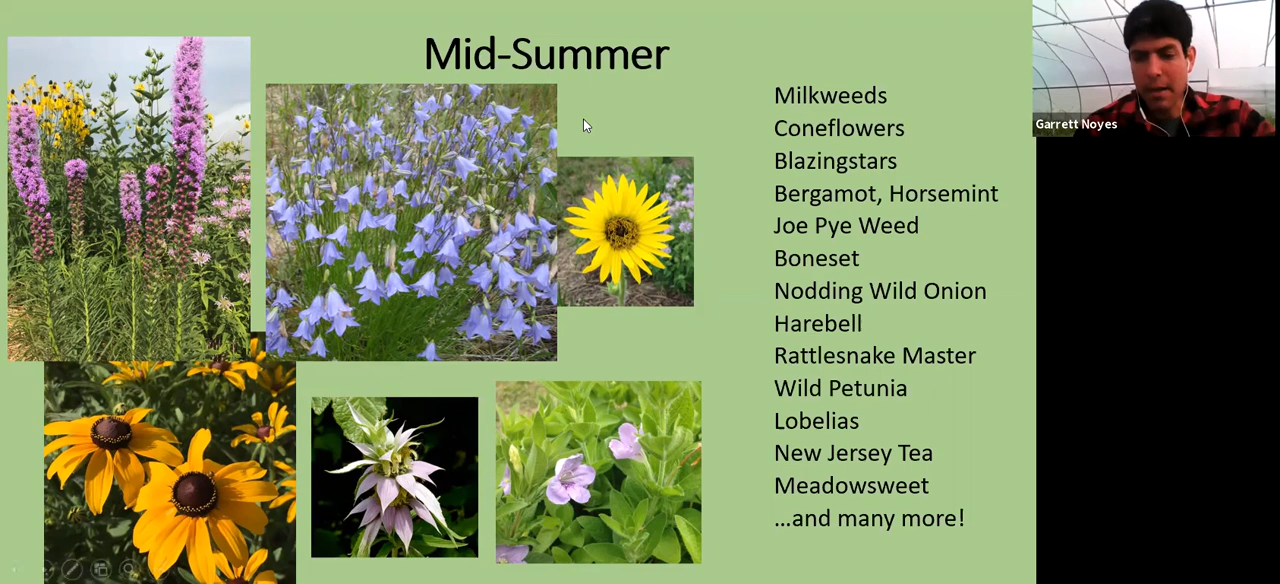 Mid-Summer
Milkweeds
Coneflowers
Blazingstars
Bergamot, Horsemint
Joe Pye Weed
Boneset
Nodding Wild Onion
Harebell
Rattlesnake Master
Wild Petunia
Lobelias
New Jersey Tea
Meadowsweet
...and many more!
Garrett Noyes